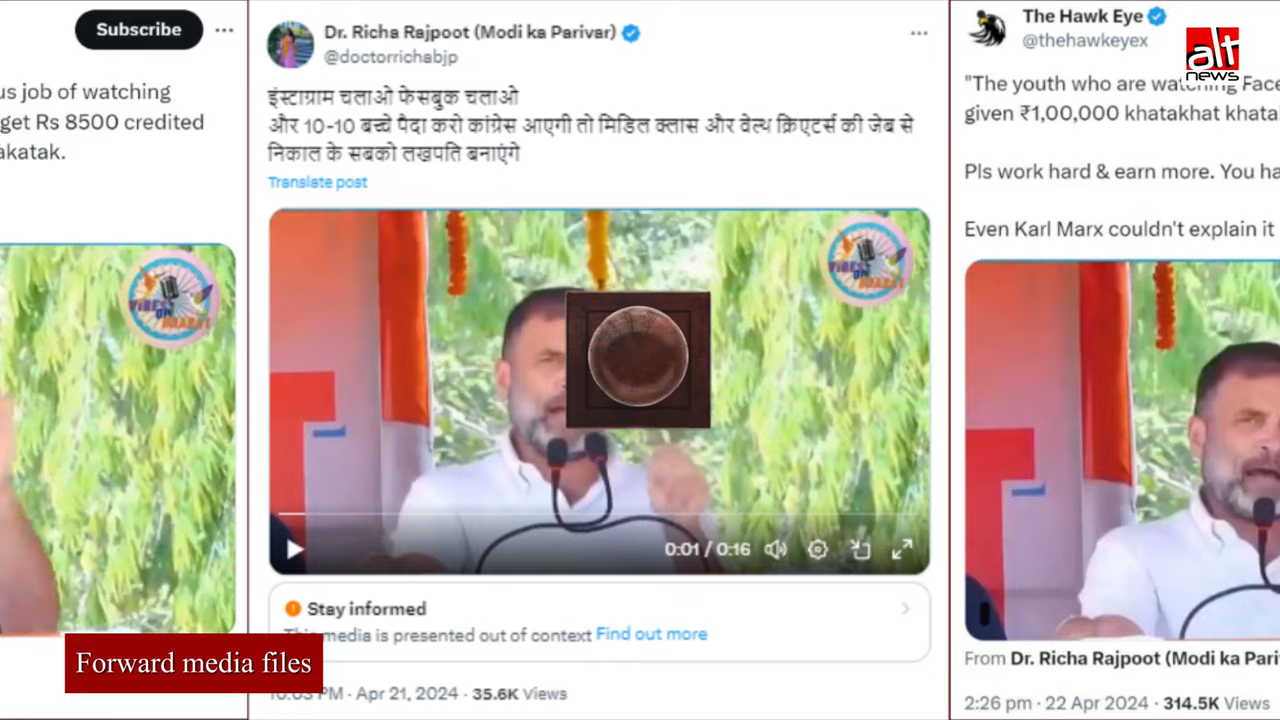 Subscribe
us job of watching
get Rs 8500 credited
akatak.
Dr. Richa Rajpoot (Modi ka Parivar)
@doctorrichabjp
इंस्टाग्राम चलाओ फेसबुक चलाओ
और 10-10 बच्चे पैदा करो कांग्रेस आएगी तो मिडिल क्लास और वेल्थ क्रिएटर्स की जेब से
निकाल के सबको लखपति बनाएंगे
Translate post
VIBES OF BHARAT
0:01 / 0:16
Stay informed
This media is presented out of context Find out more
10:03 PM · Apr 21, 2024 · 35.6K Views
The Hawk Eye
@thehawkeyex
"The youth who are watching Face
given ₹1,00,000 khatakhat khata
Pls work hard & earn more. You ha
Even Karl Marx couldn't explain it
From Dr. Richa Rajpoot (Modi ka Pari
2:26 pm · 22 Apr 2024 · 314.5K Views
alt
news
Forward media files